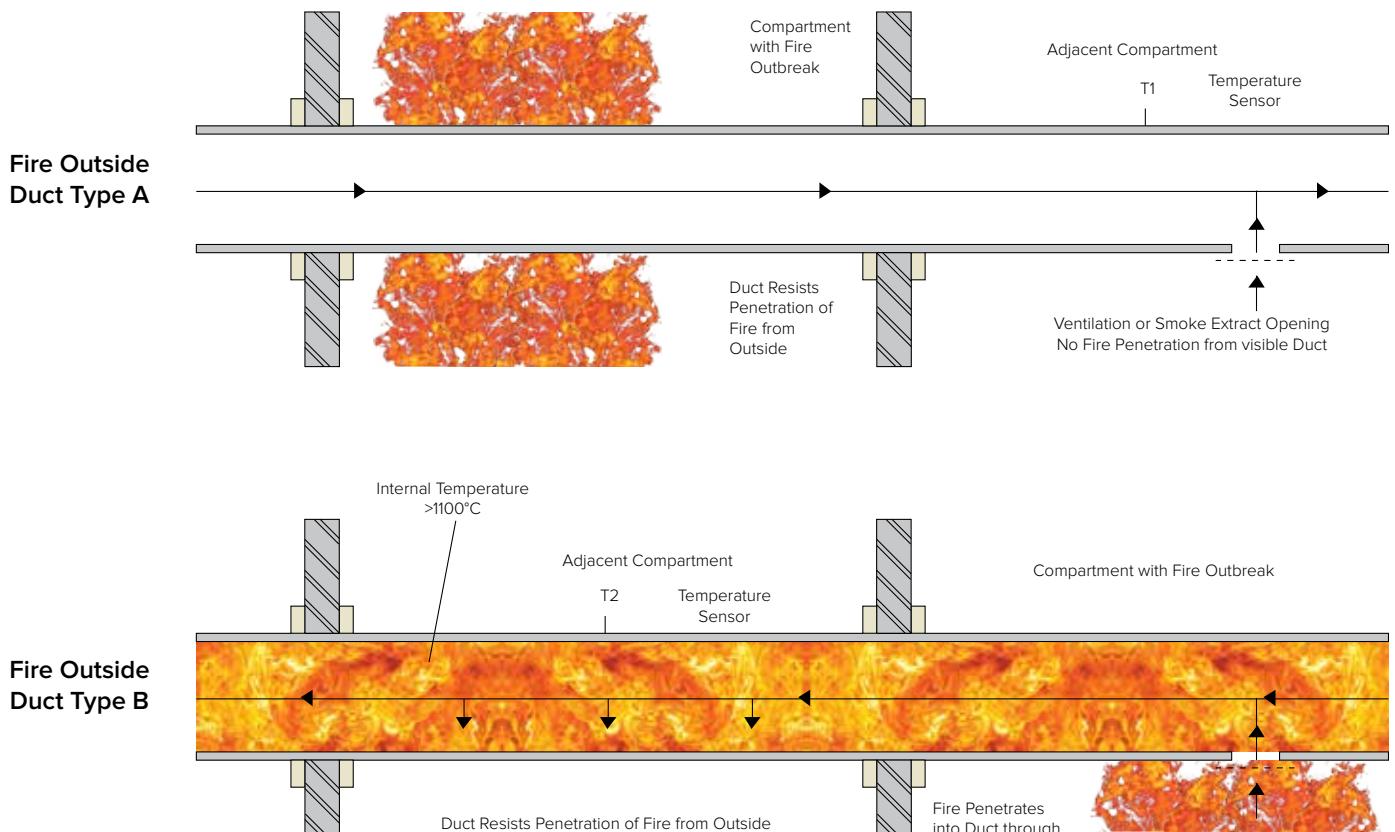 Compartment
with Fire
Outbreak
Adjacent Compartment
T1
Temperature
Sensor
Fire Outside
Duct Type A
Duct Resists
Penetration of
Fire from
Outside
Ventilation or Smoke Extract Opening
No Fire Penetration from visible Duct
Internal Temperature
>1100°C
Adjacent Compartment
T2
Temperature
Sensor
Compartment with Fire Outbreak
Fire Outside
Duct Type B
Duct Resists Penetration of Fire from Outside
Fire Penetrates
into Duct through